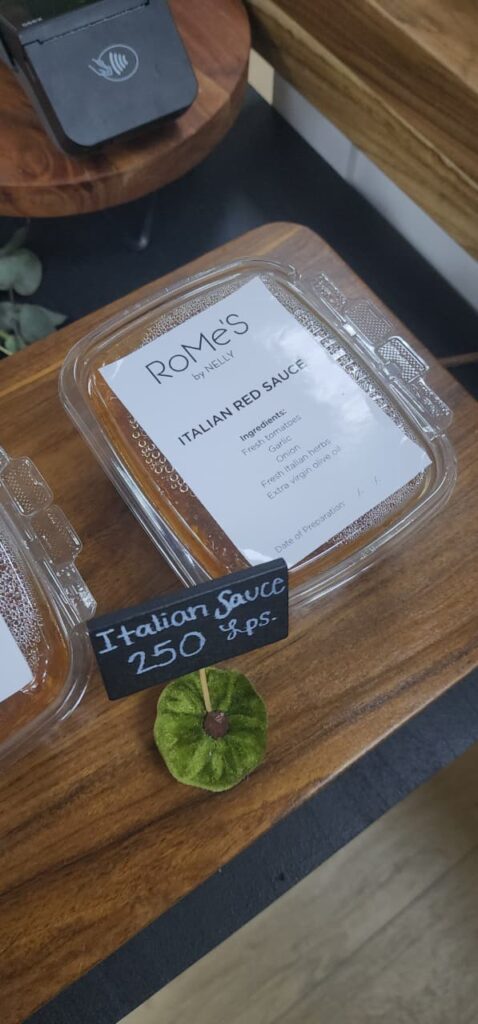 RoMe's
by NELLY
ITALIAN RED SAUCE
Ingredients:
Fresh tomatoes
Garlic
Onion
Fresh Italian herbs
Extra virgin olive oil
Date of Preparation: / /
Italian Sauce
250 Lps.